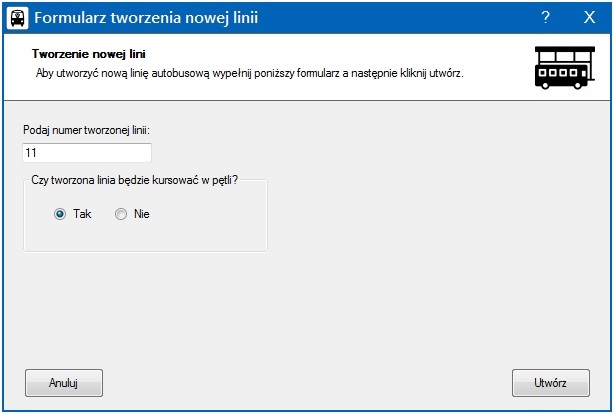 Formularz tworzenia nowej linii ? X
Tworzenie nowej lini
Aby utworzyć nową linię autobusową wypełnij poniższy formularz a następnie kliknij utwórz.
Podaj numer tworzonej linii:
11
Czy tworzona linia będzie kursować w pętli?
Tak Nie
Anuluj Utwórz